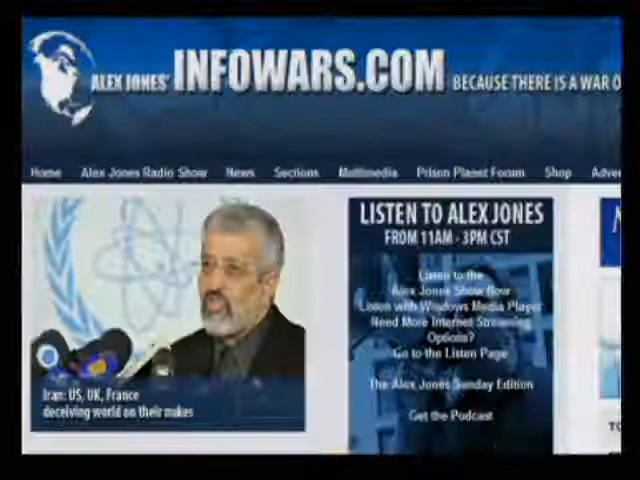 ALEX JONES' INFOWARS.COM BECAUSE THERE IS A WAR O
Home Alex Jones Radio Show News Sections Multimedia Prison Planet Forum Shop Adver
LISTEN TO ALEX JONES
FROM 11AM - 3PM CST
Listen to the
Alex Jones Show Now
Listen with Windows Media Player
Need More Internet Streaming
Options?
Go to the Listen Page
The Alex Jones Sunday Edition
Get the Podcast
Iran: US, UK, France
deceiving world on their nukes